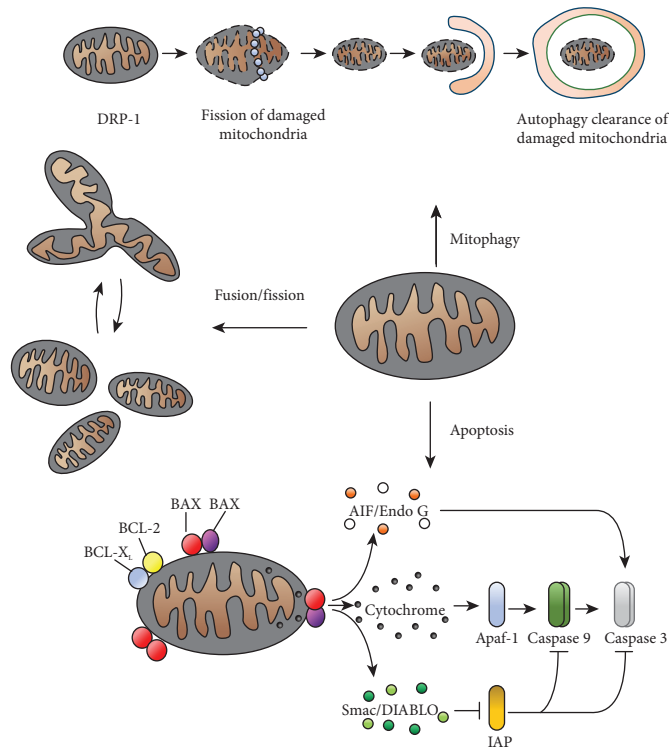 DRP-1
Fission of damaged
mitochondria
Autophagy clearance of
damaged mitochondria
Mitophagy
Fusion/fission
Apoptosis
BAX BAX
BCL-2
BCL-XL
AIF/Endo G
Cytochrome
Apaf-1
Caspase 9
Caspase 3
Smac/DIABLO
IAP